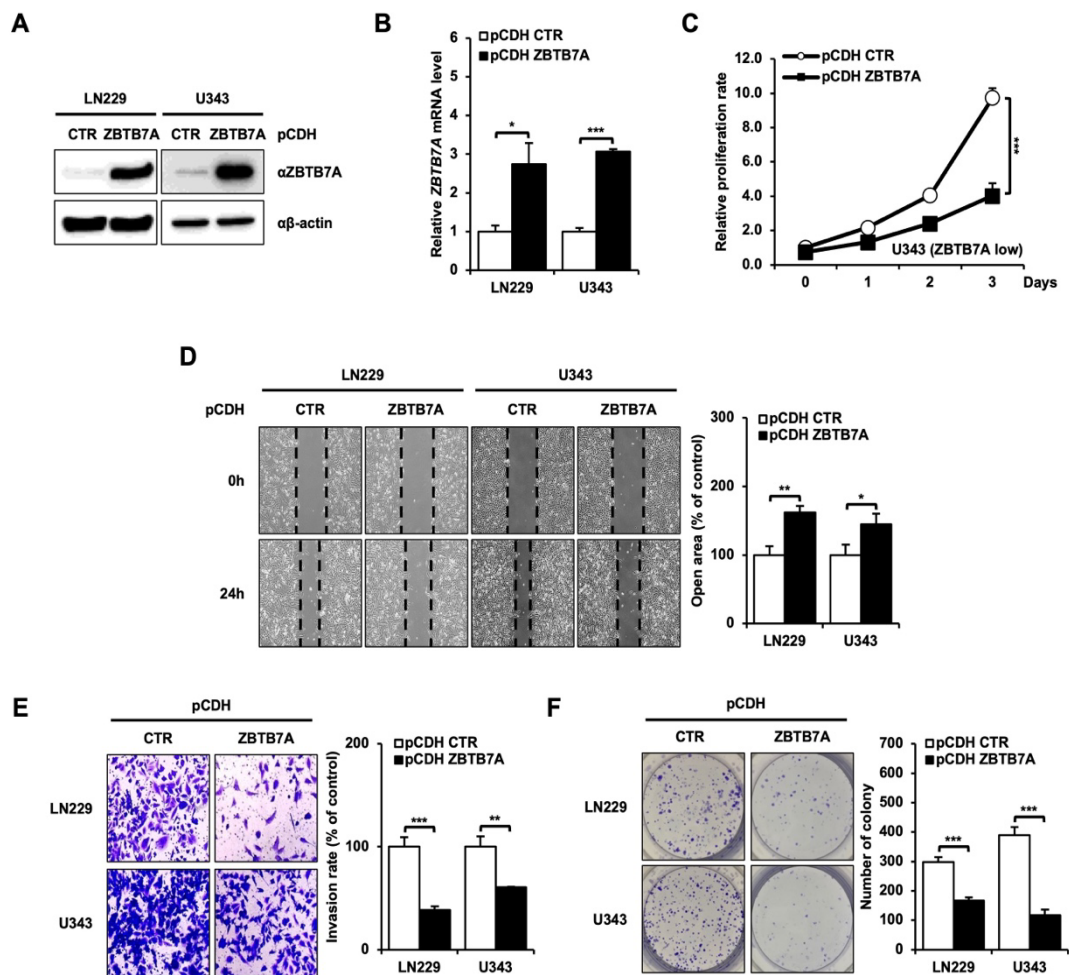 A
LN229 U343
CTR ZBTB7A CTR ZBTB7A pCDH
αZBTB7A
αβ-actin
B
pCDH CTR
pCDH ZBTB7A
Relative ZBTB7A mRNA level
6
5
4
3
2
1
0
*
***
LN229 U343
C
pCDH CTR
pCDH ZBTB7A
Relative proliferation rate
12.0
10.0
8.0
6.0
4.0
2.0
0.0
***
U343 (ZBTB7A low)
0 1 2 3 Days
D
LN229 U343
pCDH CTR ZBTB7A CTR ZBTB7A
0h
24h
pCDH CTR
pCDH ZBTB7A
Open area (% of control)
300
200
100
0
**
*
LN229 U343
E
pCDH
CTR ZBTB7A
LN229
U343
pCDH CTR
pCDH ZBTB7A
Invasion rate (% of control)
200
100
0
***
**
LN229 U343
F
pCDH
CTR ZBTB7A
LN229
U343
pCDH CTR
pCDH ZBTB7A
Number of colony
700
600
500
400
300
200
100
0
***
***
LN229 U343